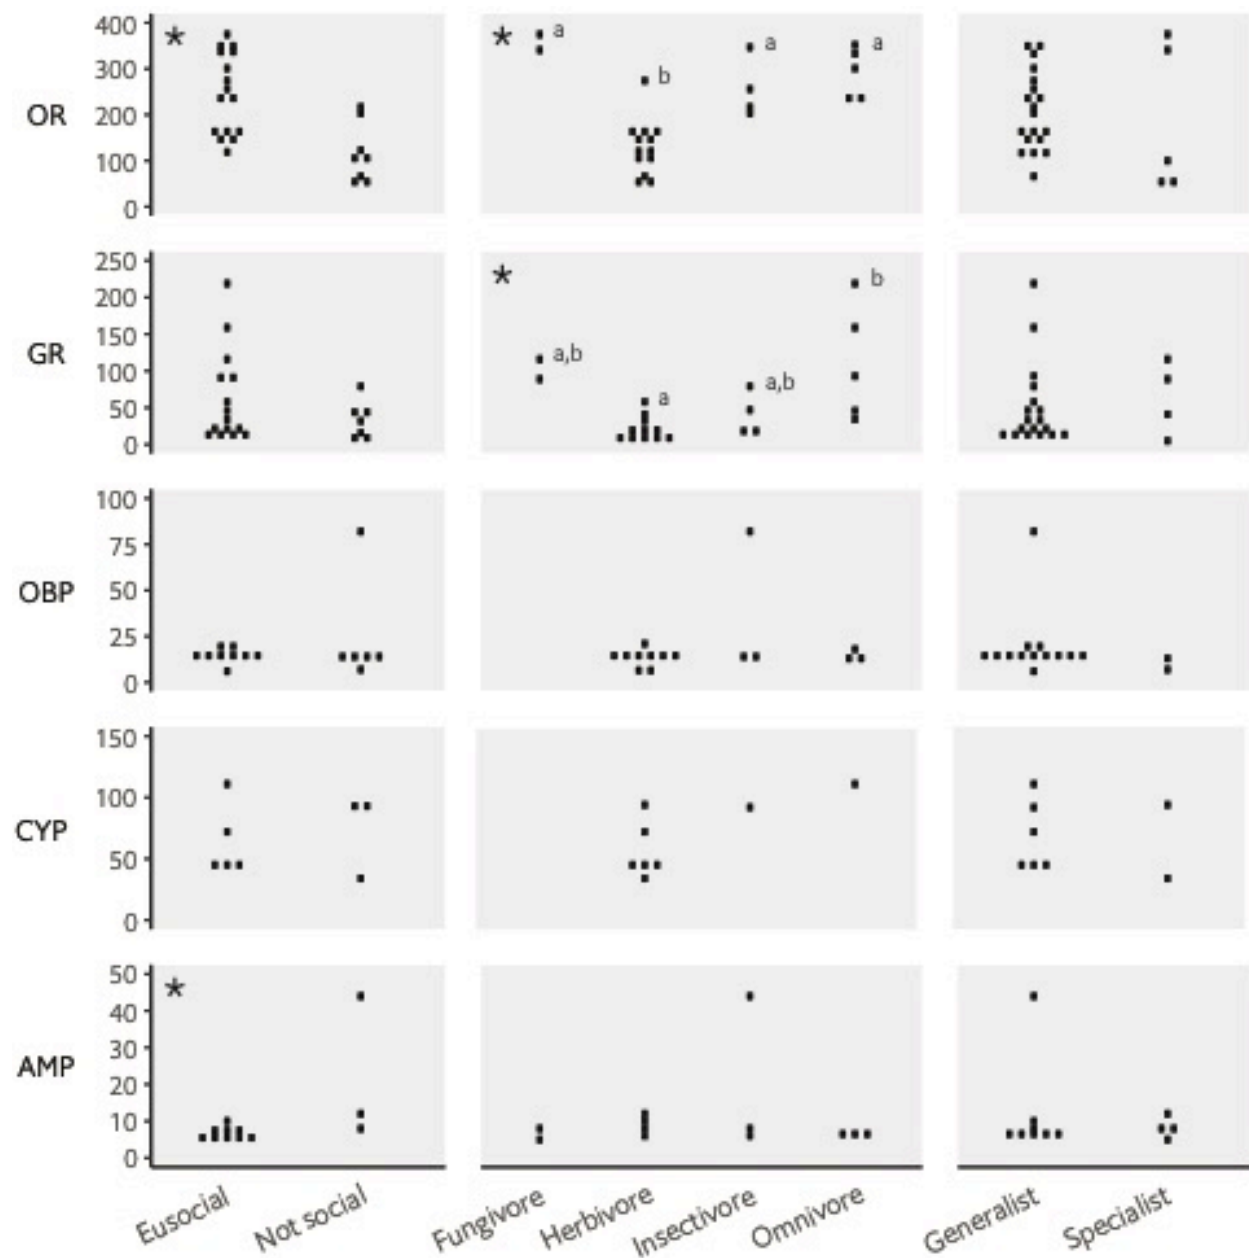 400
300
200
100
0
OR
*
* a
b
a
a
250
200
150
100
50
0
GR
*
a,b
a
a,b
b
100
75
50
25
0
OBP
150
100
50
0
CYP
50
40
30
20
10
0
AMP
*
Eusocial
Not social
Fungivore
Herbivore
Insectivore
Omnivore
Generalist
Specialist